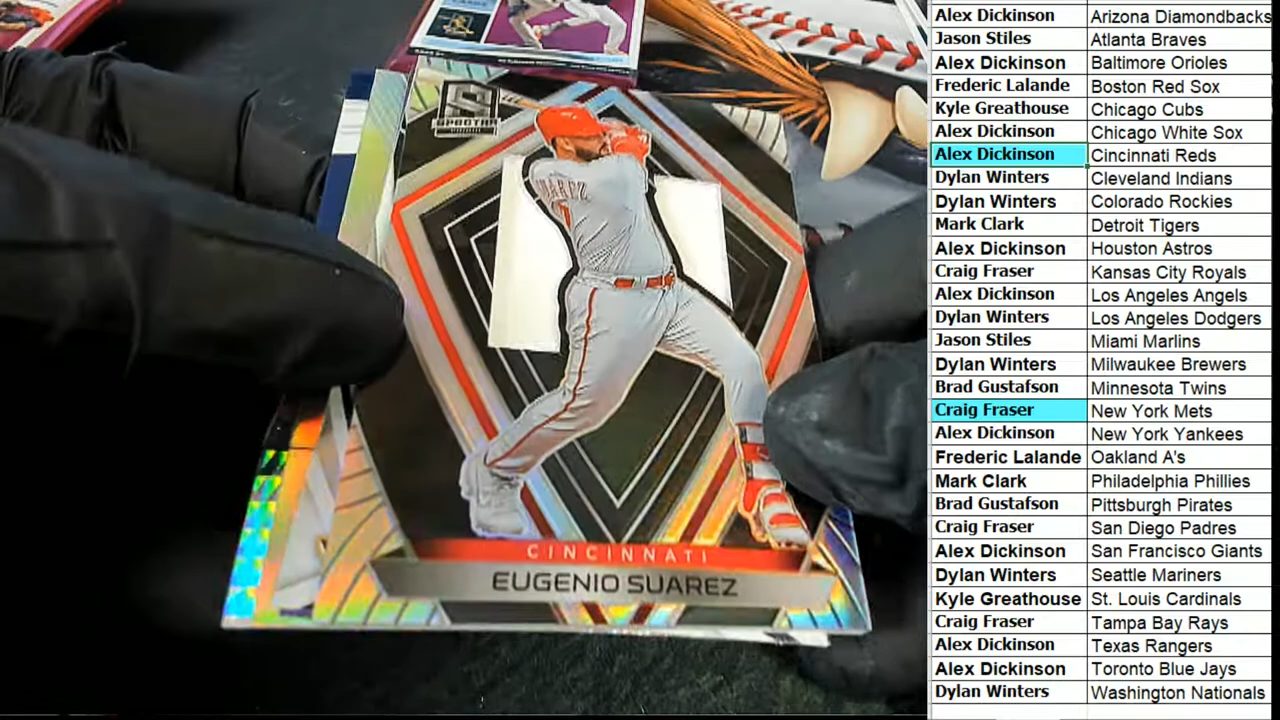 SPECTRA
SUAREZ
7
CINCINNATI
EUGENIO SUAREZ
Alex Dickinson Arizona Diamondbacks
Jason Stiles Atlanta Braves
Alex Dickinson Baltimore Orioles
Frederic Lalande Boston Red Sox
Kyle Greathouse Chicago Cubs
Alex Dickinson Chicago White Sox
Alex Dickinson Cincinnati Reds
Dylan Winters Cleveland Indians
Dylan Winters Colorado Rockies
Mark Clark Detroit Tigers
Alex Dickinson Houston Astros
Craig Fraser Kansas City Royals
Alex Dickinson Los Angeles Angels
Dylan Winters Los Angeles Dodgers
Jason Stiles Miami Marlins
Dylan Winters Milwaukee Brewers
Brad Gustafson Minnesota Twins
Craig Fraser New York Mets
Alex Dickinson New York Yankees
Frederic Lalande Oakland A's
Mark Clark Philadelphia Phillies
Brad Gustafson Pittsburgh Pirates
Craig Fraser San Diego Padres
Alex Dickinson San Francisco Giants
Dylan Winters Seattle Mariners
Kyle Greathouse St. Louis Cardinals
Craig Fraser Tampa Bay Rays
Alex Dickinson Texas Rangers
Alex Dickinson Toronto Blue Jays
Dylan Winters Washington Nationals